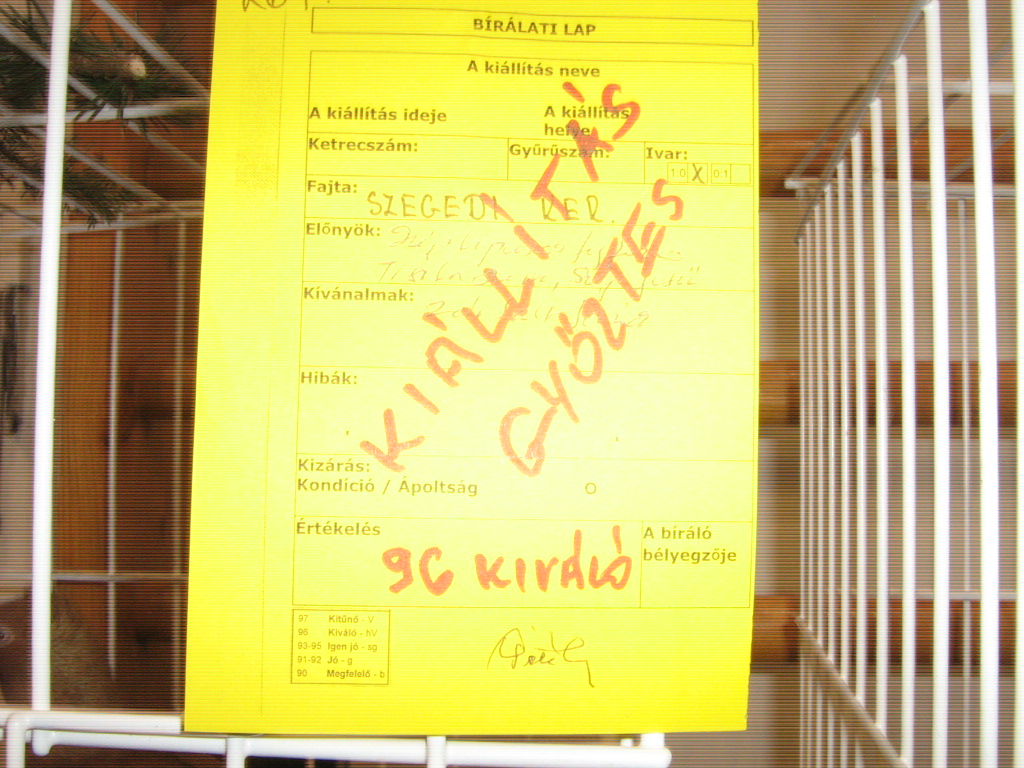 BÍRÁLATI LAP
A kiállítás neve
A kiállítás ideje A kiállítás helye
Ketrecszám: Gyűrűszám: Ivar:
1 0 X 0 1
Fajta: SZEGEDI KER.
Előnyök:
Kívánalmak:
Hibák:
KIÁLLITÁS
GYŐZTES
Kizárás:
Kondíció / Ápoltság O
Értékelés A bíráló
96 KIVÁLÓ bélyegzője
97 Kitűnő - V
96 Kiváló - hV
93-95 Igen jó - sg
91-92 Jó - g
90 Megfelelő - b